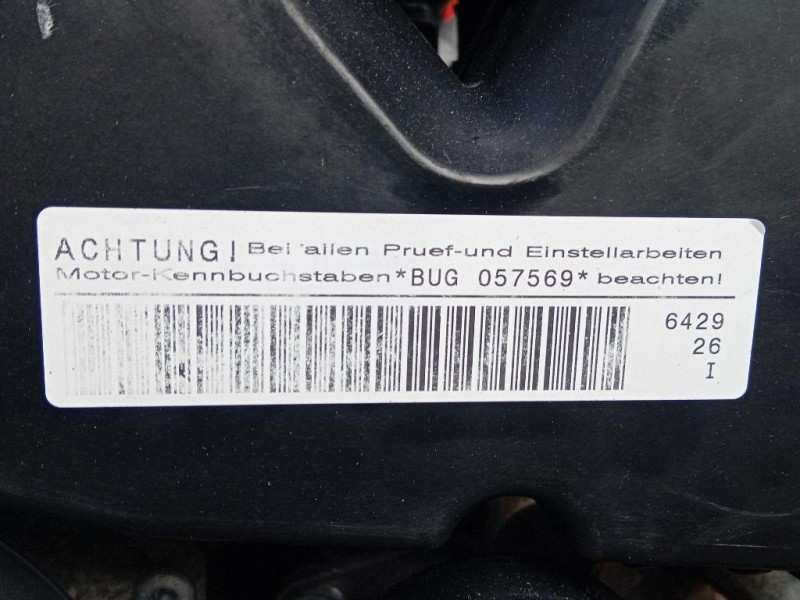 ACHTUNG! Bei allen Pruef-und Einstellarbeiten
Motor-Kennbuchstaben *BUG 057569* beachten!
6429
26
I